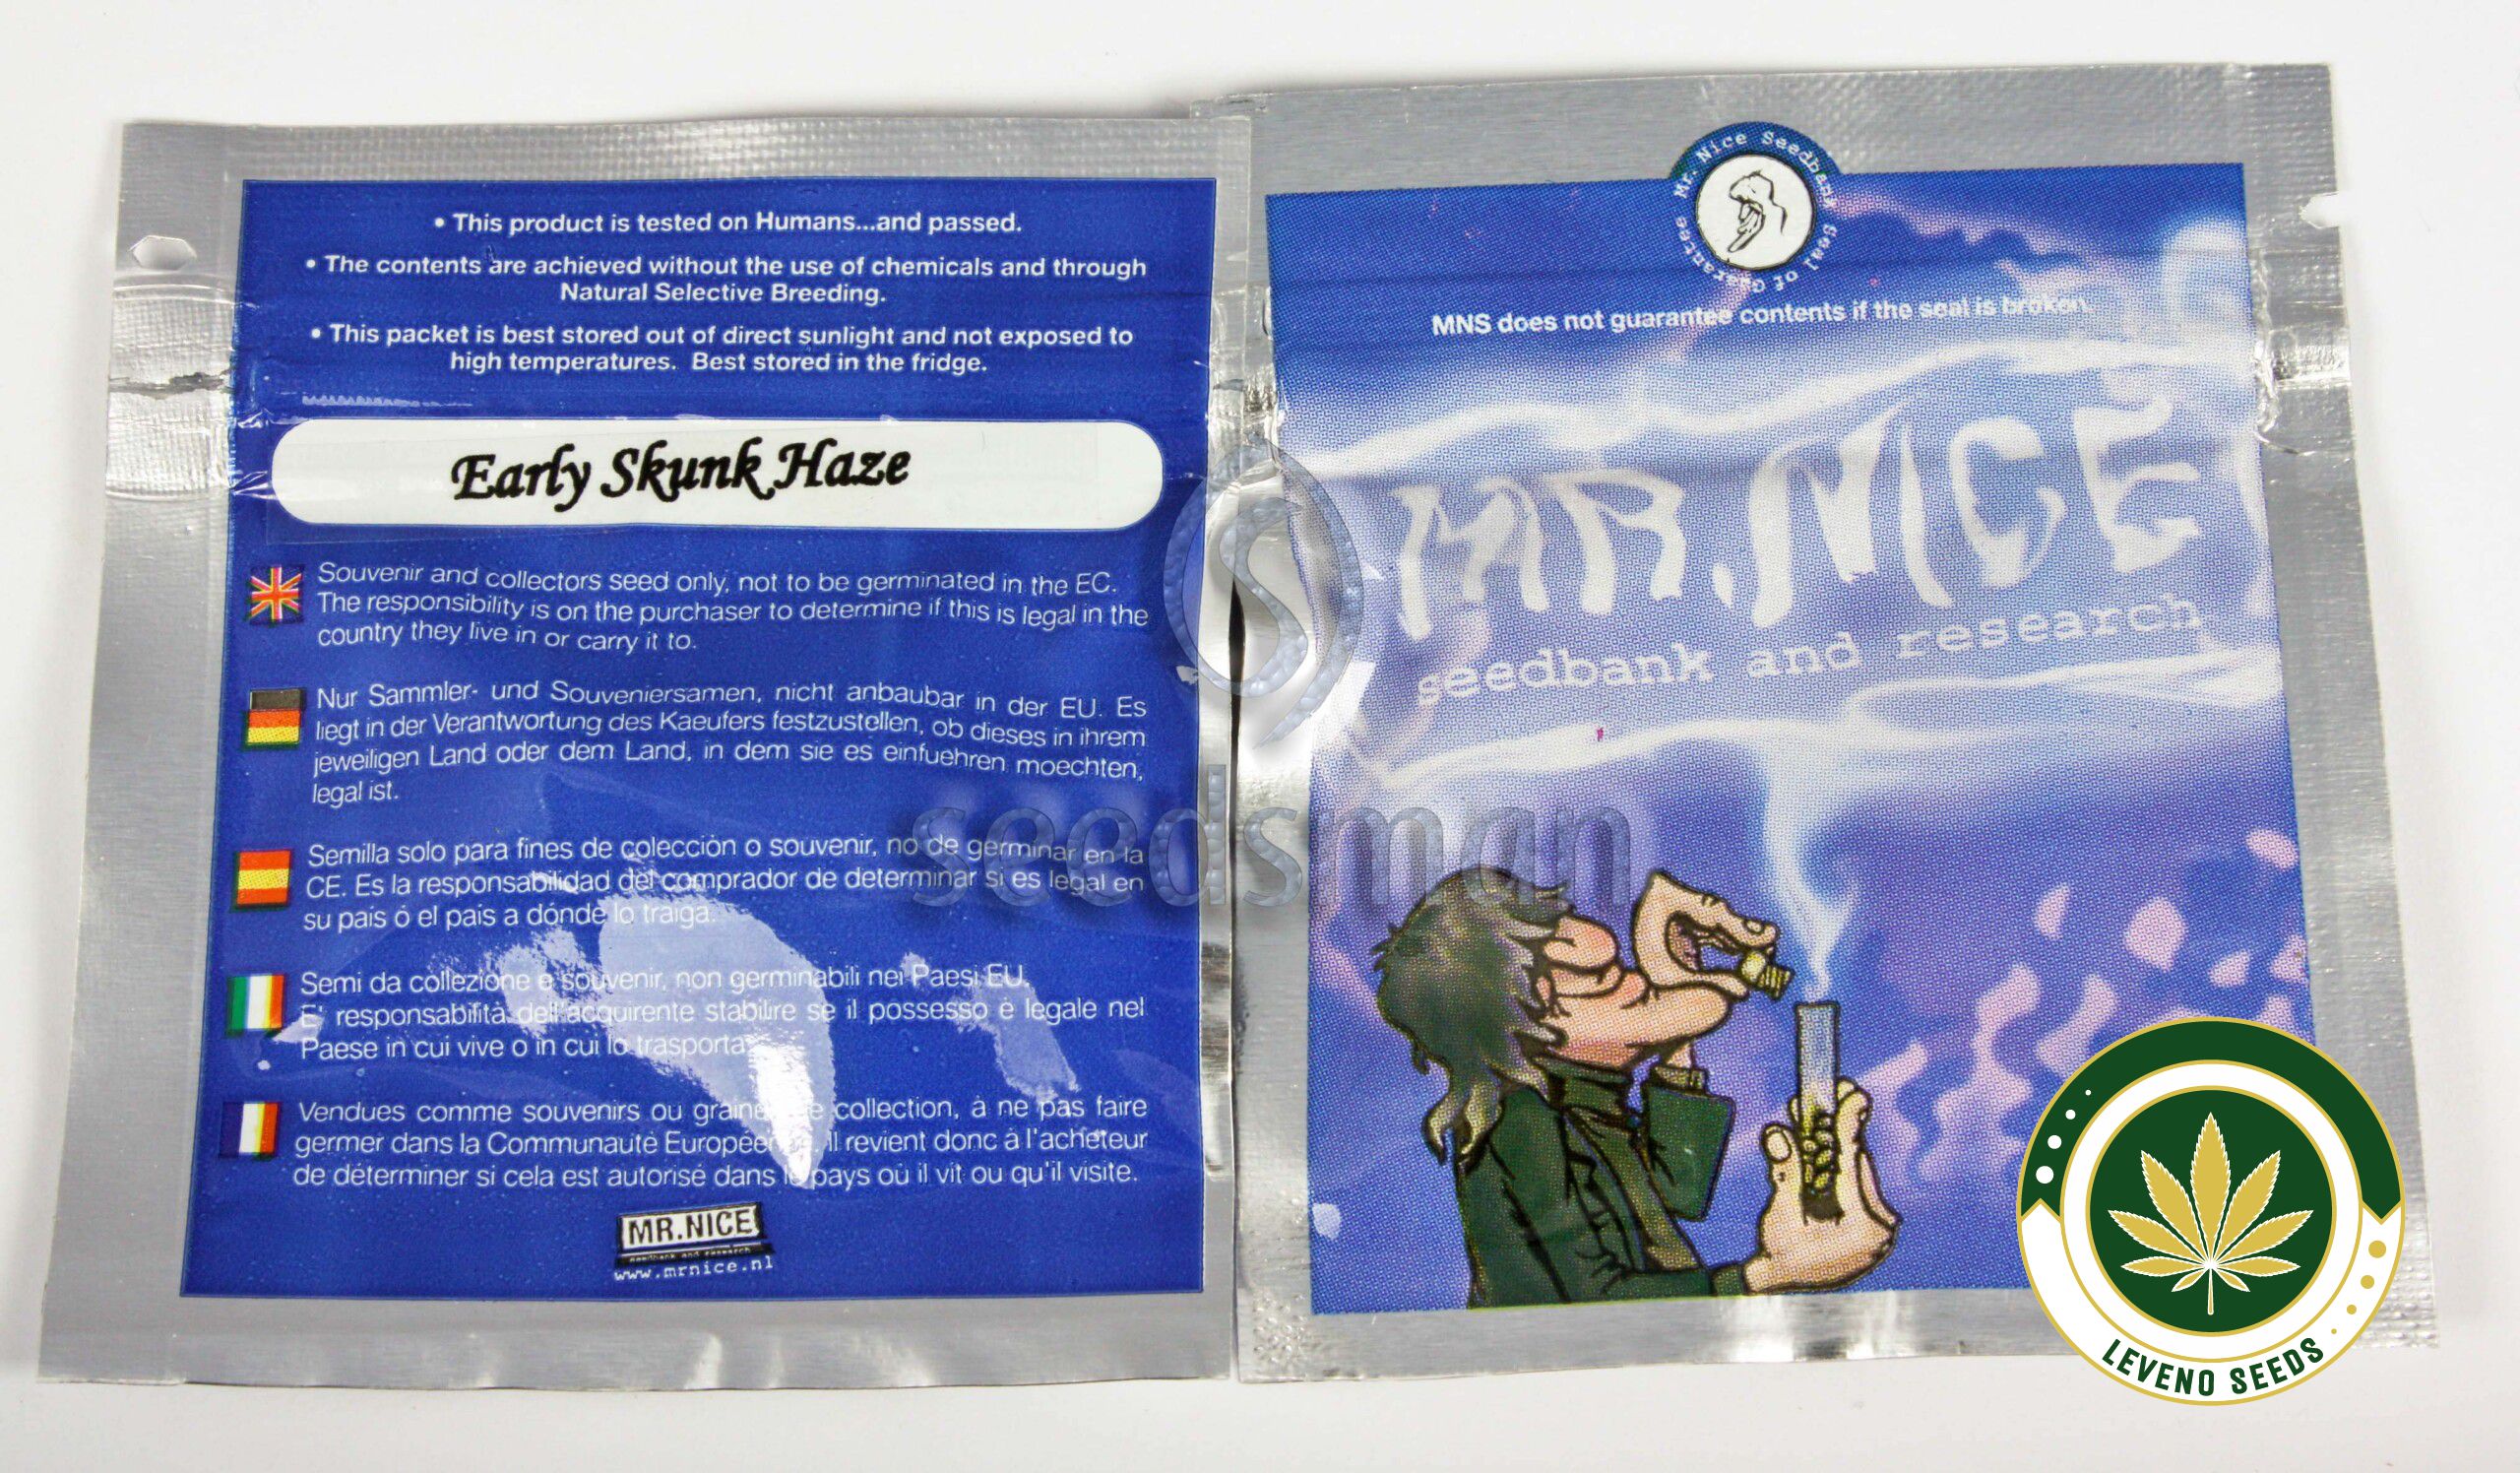 • This product is tested on Humans...and passed.
• The contents are achieved without the use of chemicals and through
Natural Selective Breeding.
• This packet is best stored out of direct sunlight and not exposed to
high temperatures. Best stored in the fridge.
Early Skunk Haze
Souvenir and collectors seed only, not to be germinated in the EC.
The responsibility is on the purchaser to determine if this is legal in the
country they live in or carry it to.
Nur Sammler- und Souveniersamen, nicht anbaubar in der EU. Es
liegt in der Verantwortung des Kaeufers festzustellen, ob dieses in ihrem
jeweiligen Land oder dem Land, in dem sie es einfuehren moechten,
legal ist.
Semilla solo para fines de colección o souvenir, no de germinar en la
CE. Es la responsabilidad del comprador de determinar si es legal en
su pais ó el pais a dónde lo traiga.
Semi da collezione e souvenir, non germinabili nei Paesi EU.
E' responsabilità dell'acquirente stabilire se il possesso è legale nel
Paese in cui vive o in cui lo trasporta
Vendues comme souvenirs ou collection, à ne pas faire
germer dans la Communauté Il revient donc à l'acheteur
de déterminer si cela est autorisé dans le pays où il vit ou qu'il visite.
MR.NICE
seedbank and research
www.mrnice.nl
Mr. Nice Seedbank Seal of Guarantee
MNS does not guarantee contents if the seal is broken.
MR.NICE
seedbank and research
seedsman
LEVENO SEEDS